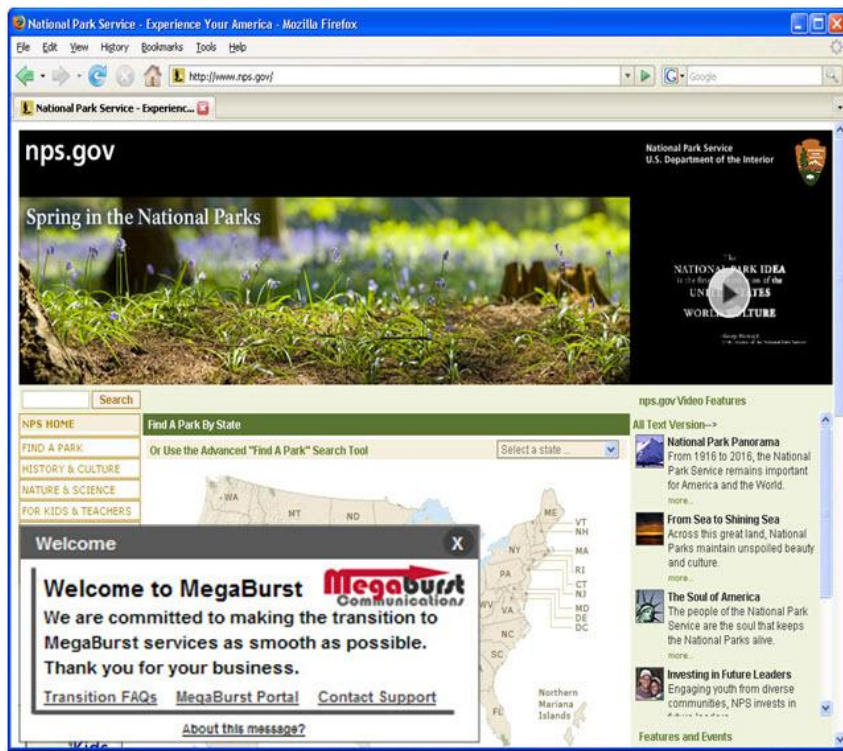 National Park Service - Experience Your America - Mozilla Firefox
File Edit View History Bookmarks Tools Help
http://www.nps.gov/
Google
National Park Service - Experienc...
nps.gov
National Park Service
U.S. Department of the Interior
Spring in the National Parks
The
NATIONAL PARK IDEA
UNITED STATES
WORLD CULTURE
Search
nps.gov Video Features
NPS HOME
Find A Park By State
All Text Version-->
FIND A PARK
Or Use the Advanced "Find A Park" Search Tool
Select a state ...
HISTORY & CULTURE
NATURE & SCIENCE
FOR KIDS & TEACHERS
National Park Panorama
From 1916 to 2016, the National
Park Service remains important
for America and the World.
more...
From Sea to Shining Sea
Across this great land, National
Parks maintain unspoiled beauty
and culture.
more...
The Soul of America
The people of the National Park
Service are the soul that keeps
the National Parks alive.
more...
Investing in Future Leaders
Engaging youth from diverse
communities, NPS invests in
future leaders
Features and Events
WA
MT
ND
ME
VT
NH
NY
MA
RI
PA
CT
NJ
WV
VA
MD
DE
DC
NC
SC
FL
Northern
Mariana
Islands
Welcome
X
Welcome to MegaBurst
Megaburst
Communications
We are committed to making the transition to
MegaBurst services as smooth as possible.
Thank you for your business.
Transition FAQs MegaBurst Portal Contact Support
About this message?
Kids